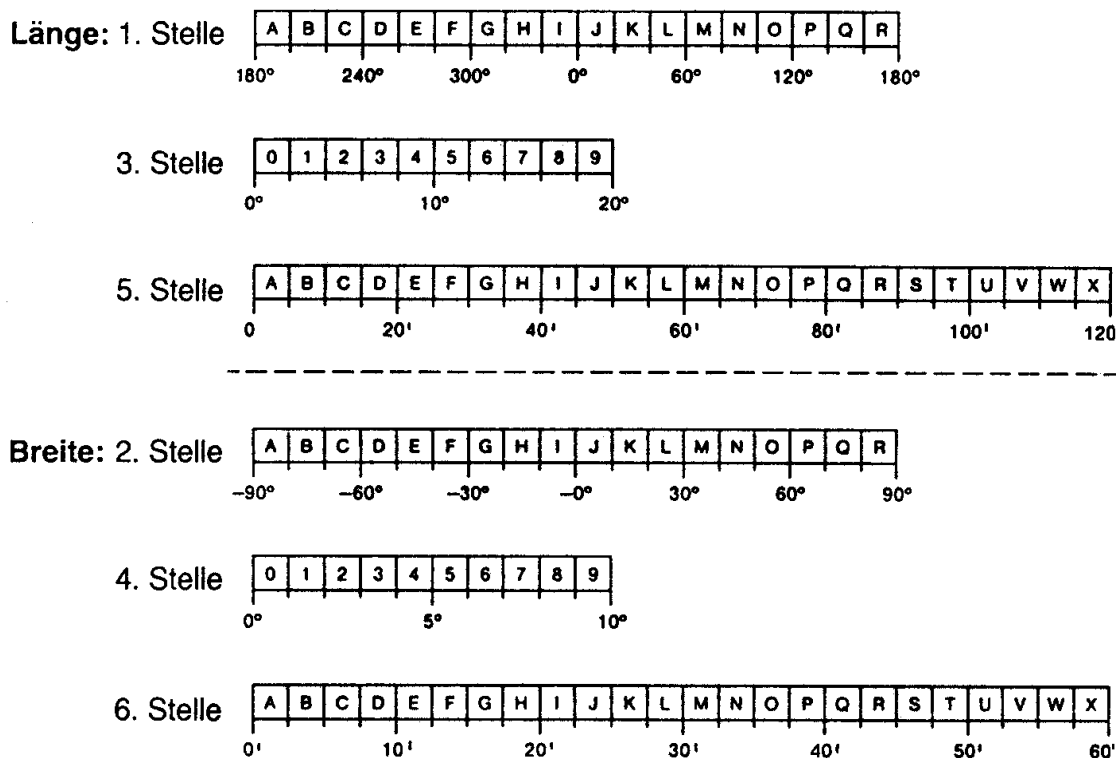 Länge: 1. Stelle A B C D E F G H I J K L M N O P Q R
180° 240° 300° 0° 60° 120° 180°
3. Stelle 0 1 2 3 4 5 6 7 8 9
0° 10° 20°
5. Stelle A B C D E F G H I J K L M N O P Q R S T U V W X
0 20' 40' 60' 80' 100' 120
Breite: 2. Stelle A B C D E F G H I J K L M N O P Q R
–90° –60° –30° –0° 30° 60° 90°
4. Stelle 0 1 2 3 4 5 6 7 8 9
0° 5° 10°
6. Stelle A B C D E F G H I J K L M N O P Q R S T U V W X
0' 10' 20' 30' 40' 50' 60'